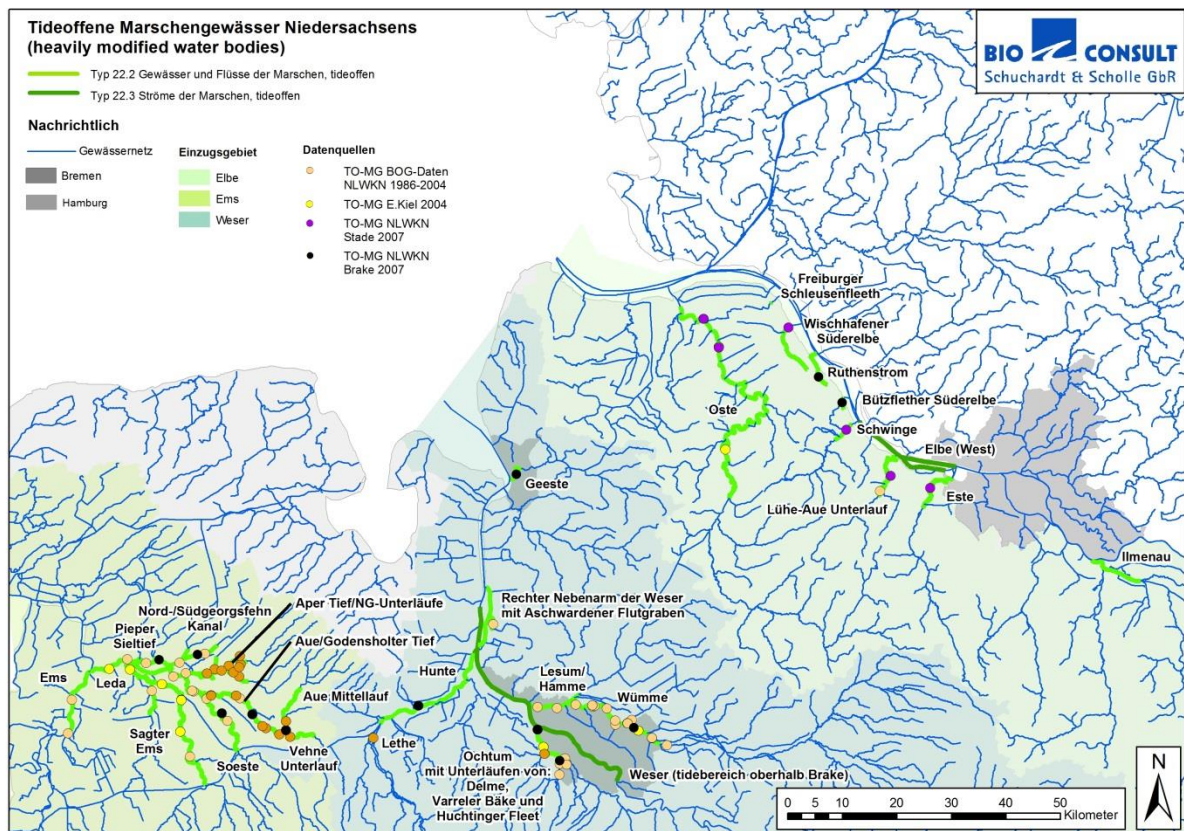 Tideoffene Marschengewässer Niedersachsens
(heavily modified water bodies)
Typ 22.2 Gewässer und Flüsse der Marschen, tideoffen
Typ 22.3 Ströme der Marschen, tideoffen
Nachrichtlich
Gewässernetz
Bremen
Hamburg
Einzugsgebiet
Elbe
Ems
Weser
Datenquellen
TO-MG BOG-Daten
NLWKN 1986-2004
TO-MG E.Kiel 2004
TO-MG NLWKN
Stade 2007
TO-MG NLWKN
Brake 2007
BIO CONSULT
Schuchardt & Scholle GbR
Freiburger
Schleusenfleeth
Wischhafener
Süderelbe
Ruthenstrom
Bützflether Süderelbe
Oste
Schwinge
Elbe (West)
Geeste
Lühe-Aue Unterlauf
Este
Ilmenau
Rechter Nebenarm der Weser
mit Aschwardener Flutgraben
Nord-/Südgeorgsfehn
Kanal
Aper Tief/NG-Unterläufe
Pieper
Sieltief
Aue/Godensholter Tief
Ems
Leda
Aue Mittellauf
Hunte
Lesum/
Hamme
Wümme
Sagter
Ems
Soeste
Vehne
Unterlauf
Lethe
Ochtum
mit Unterläufen von:
Delme,
Varreler Bäke und
Huchtinger Fleet
Weser (tidebereich oberhalb Brake)
N
0 5 10 20 30 40 50
Kilometer